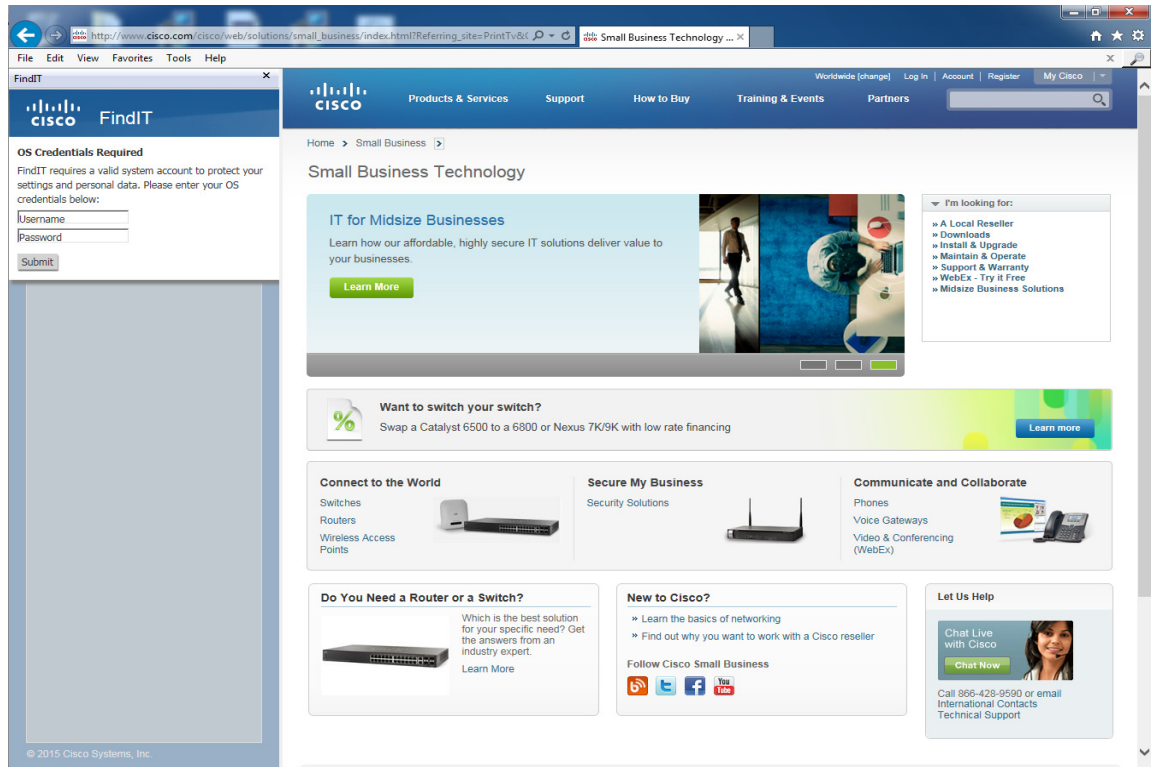 http://www.cisco.com/cisco/web/solutions/small_business/index.html?Referring_site=PrintTv&(
Small Business Technology ...
File Edit View Favorites Tools Help
FindIT
CISCO FindIT
OS Credentials Required
FindIT requires a valid system account to protect your
settings and personal data. Please enter your OS
credentials below:
Username
Password
Submit
© 2015 Cisco Systems, Inc.
Worldwide [change] Log In | Account | Register My Cisco
CISCO
Products & Services Support How to Buy Training & Events Partners
Home > Small Business >
Small Business Technology
IT for Midsize Businesses
Learn how our affordable, highly secure IT solutions deliver value to
your businesses.
Learn More
I'm looking for:
» A Local Reseller
» Downloads
» Install & Upgrade
» Maintain & Operate
» Support & Warranty
» WebEx - Try it Free
» Midsize Business Solutions
%
Want to switch your switch?
Swap a Catalyst 6500 to a 6800 or Nexus 7K/9K with low rate financing
Learn more
Connect to the World
Switches
Routers
Wireless Access
Points
Secure My Business
Security Solutions
Communicate and Collaborate
Phones
Voice Gateways
Video & Conferencing
(WebEx)
Do You Need a Router or a Switch?
Which is the best solution
for your specific need? Get
the answers from an
industry expert.
Learn More
New to Cisco?
» Learn the basics of networking
» Find out why you want to work with a Cisco reseller
Follow Cisco Small Business
You
Tube
Let Us Help
Chat Live
with Cisco
Chat Now
Call 866-428-9590 or email
International Contacts
Technical Support